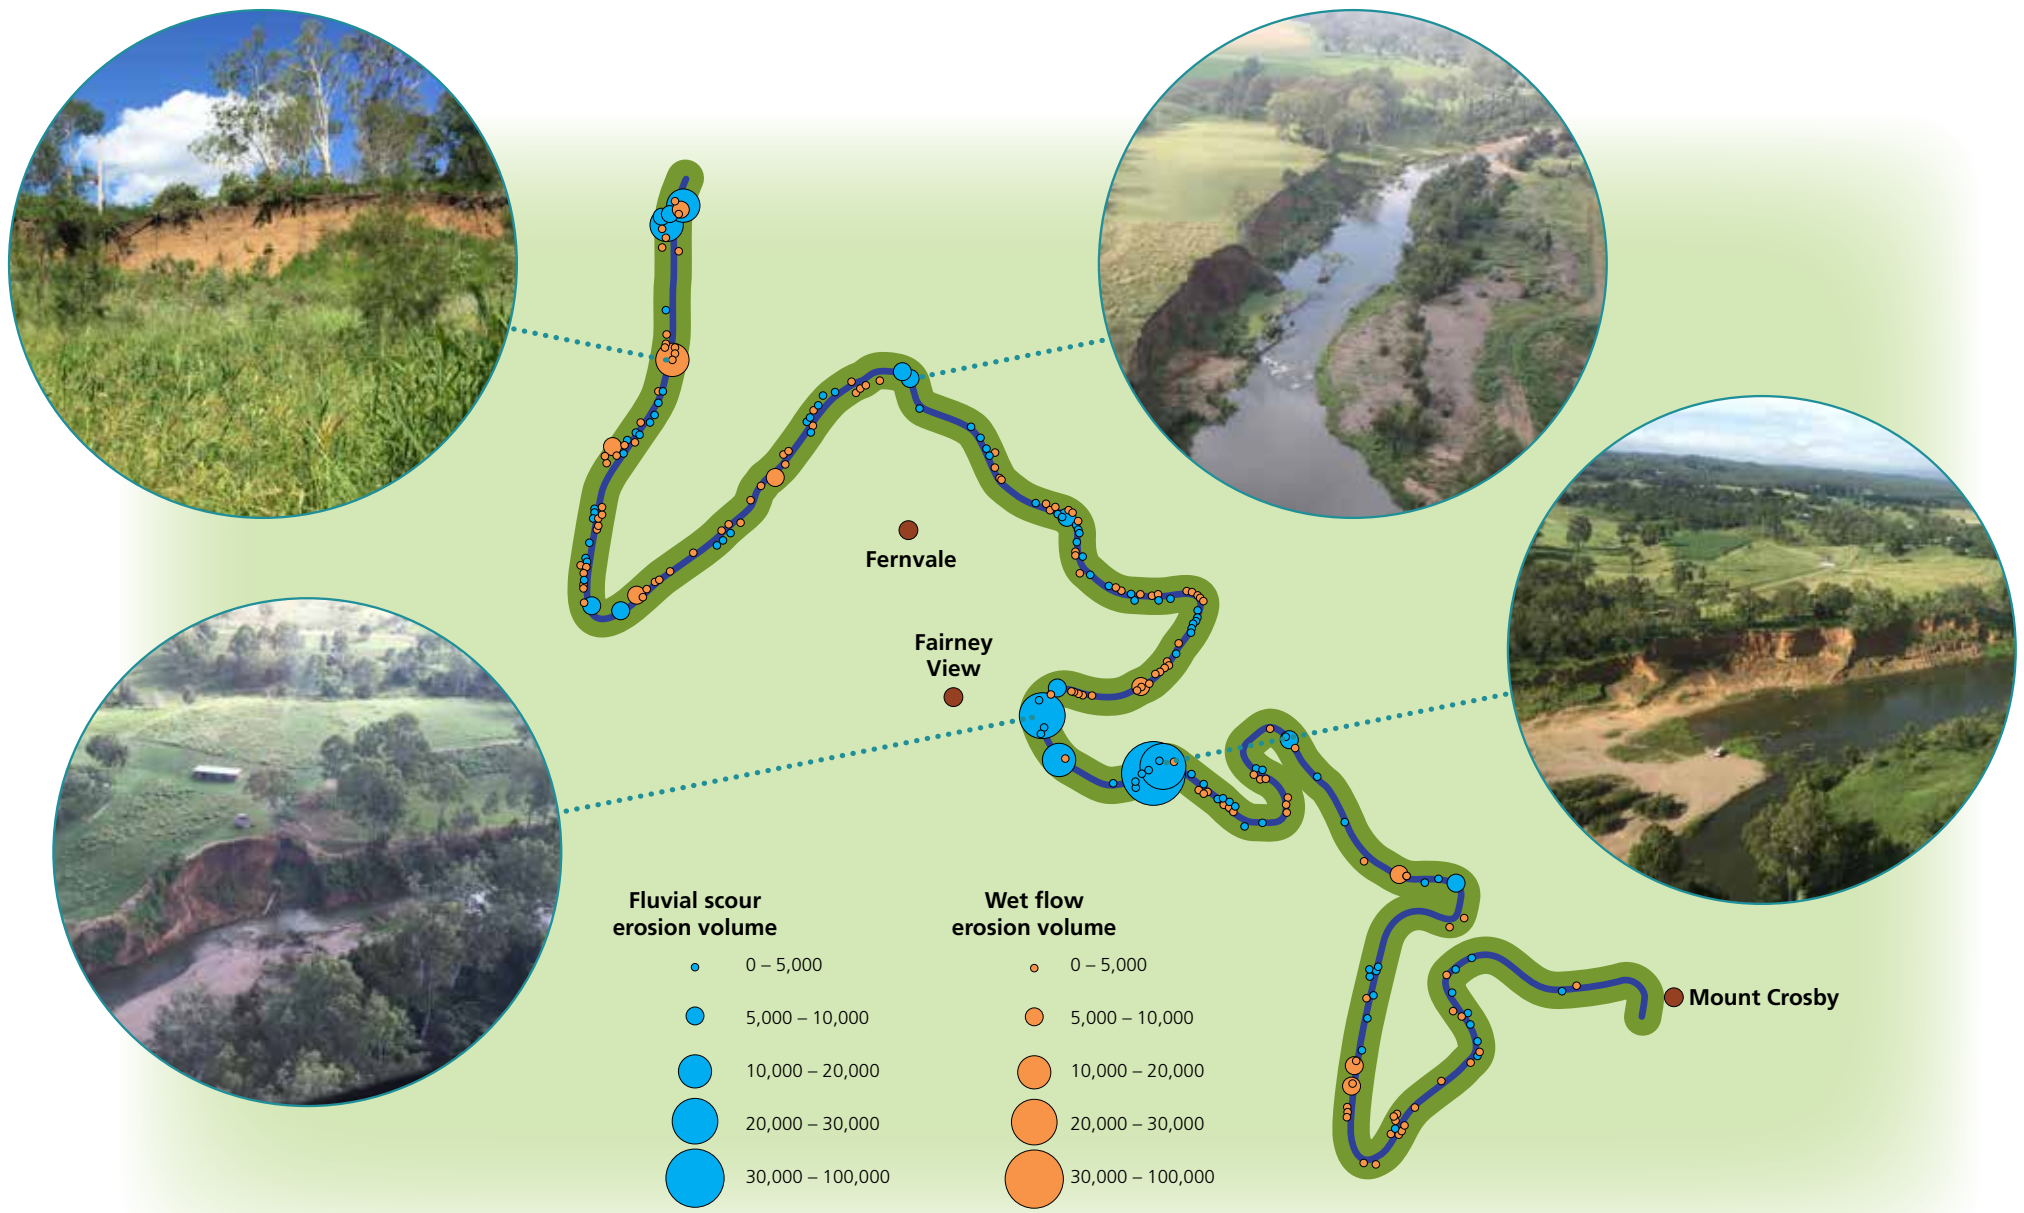 Fernvale
Fairney
View
Mount Crosby
Fluvial scour
erosion volume
0 – 5,000
5,000 – 10,000
10,000 – 20,000
20,000 – 30,000
30,000 – 100,000
Wet flow
erosion volume
0 – 5,000
5,000 – 10,000
10,000 – 20,000
20,000 – 30,000
30,000 – 100,000